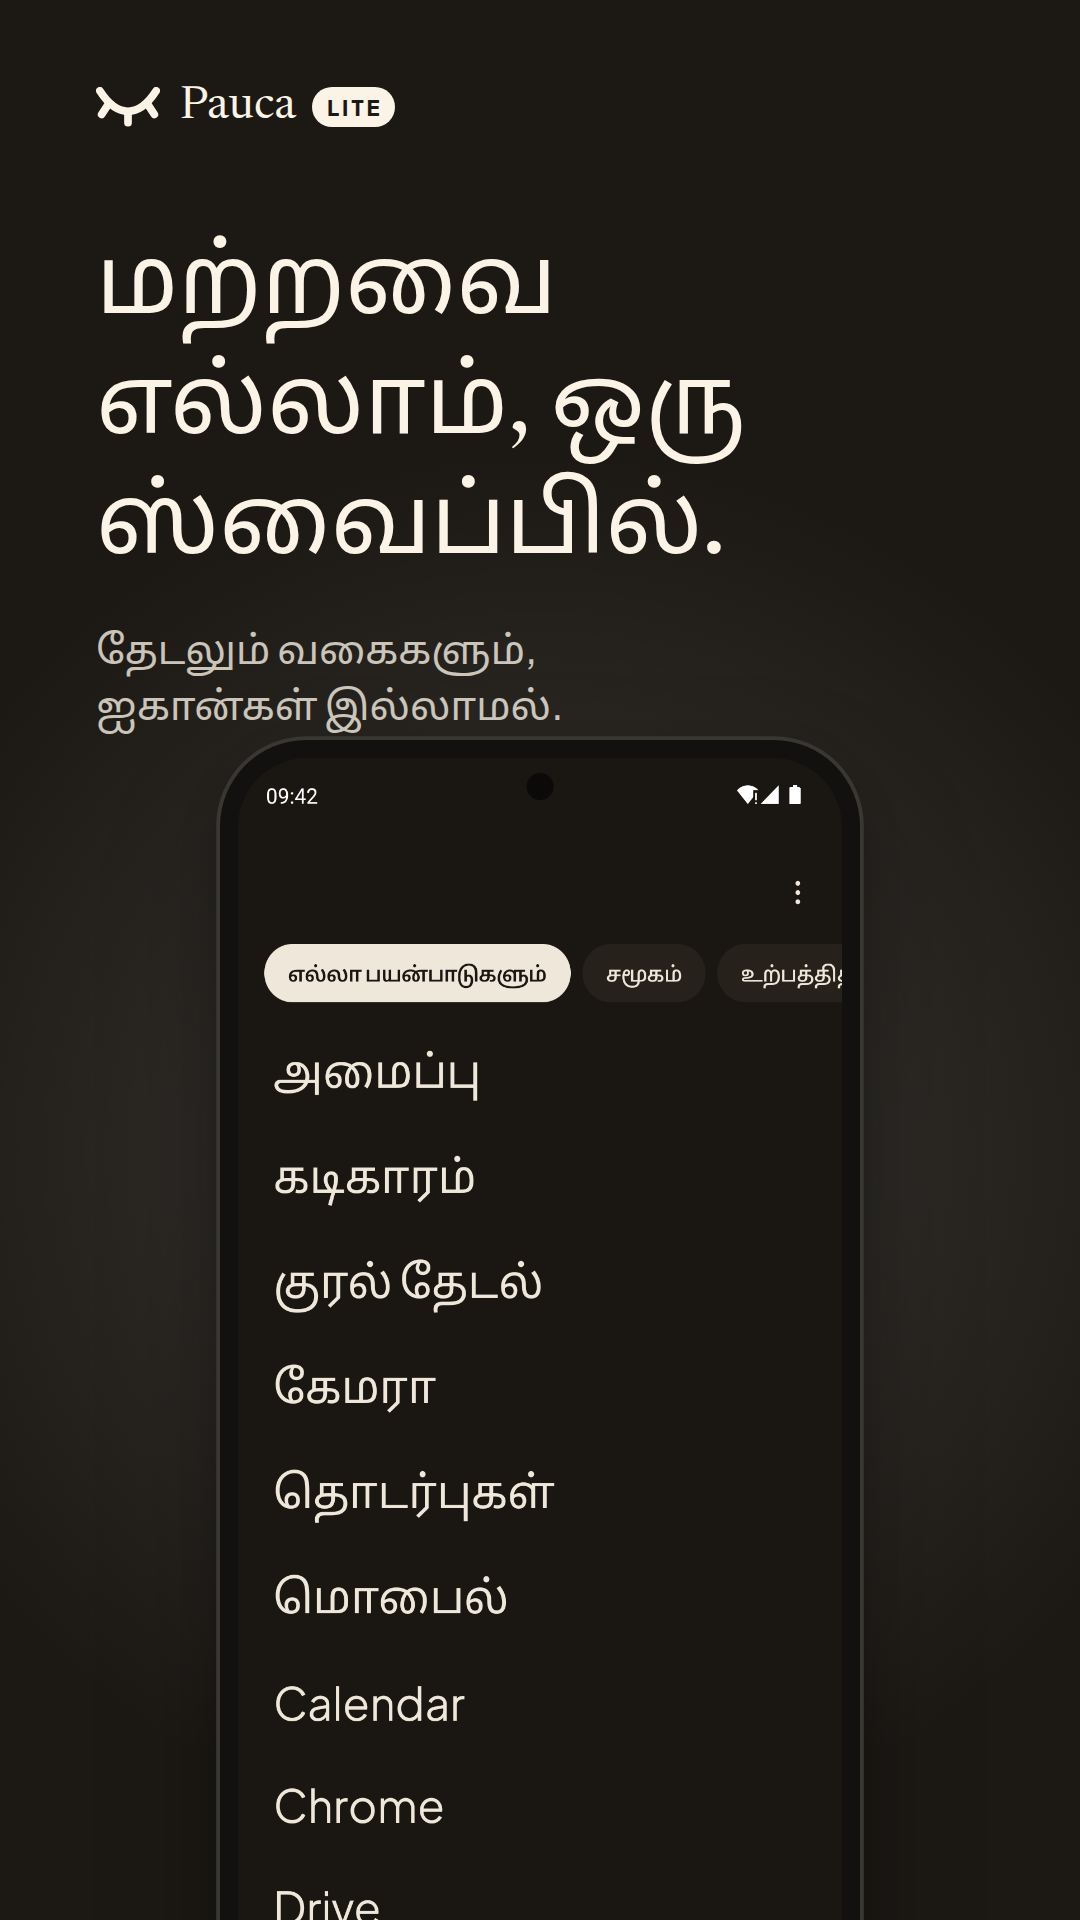 Pauca LITE
மற்றவை
எல்லாம், ஒரு
ஸ்வைப்பில்.
தேடலும் வகைகளும்,
ஐகான்கள் இல்லாமல்.
09:42
எல்லா பயன்பாடுகளும் சமூகம்
அமைப்பு
கடிகாரம்
குரல் தேடல்
கேமரா
தொடர்புகள்
மொபைல்
Calendar
Chrome
Drive